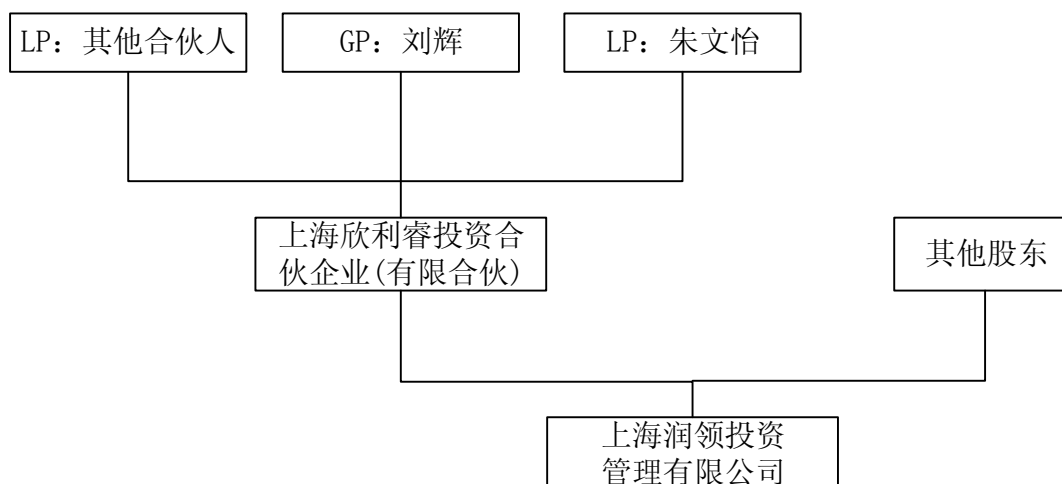 LP：其他合伙人
GP：刘辉
LP：朱文怡
上海欣利睿投资合
伙企业(有限合伙)
其他股东
上海润领投资
管理有限公司